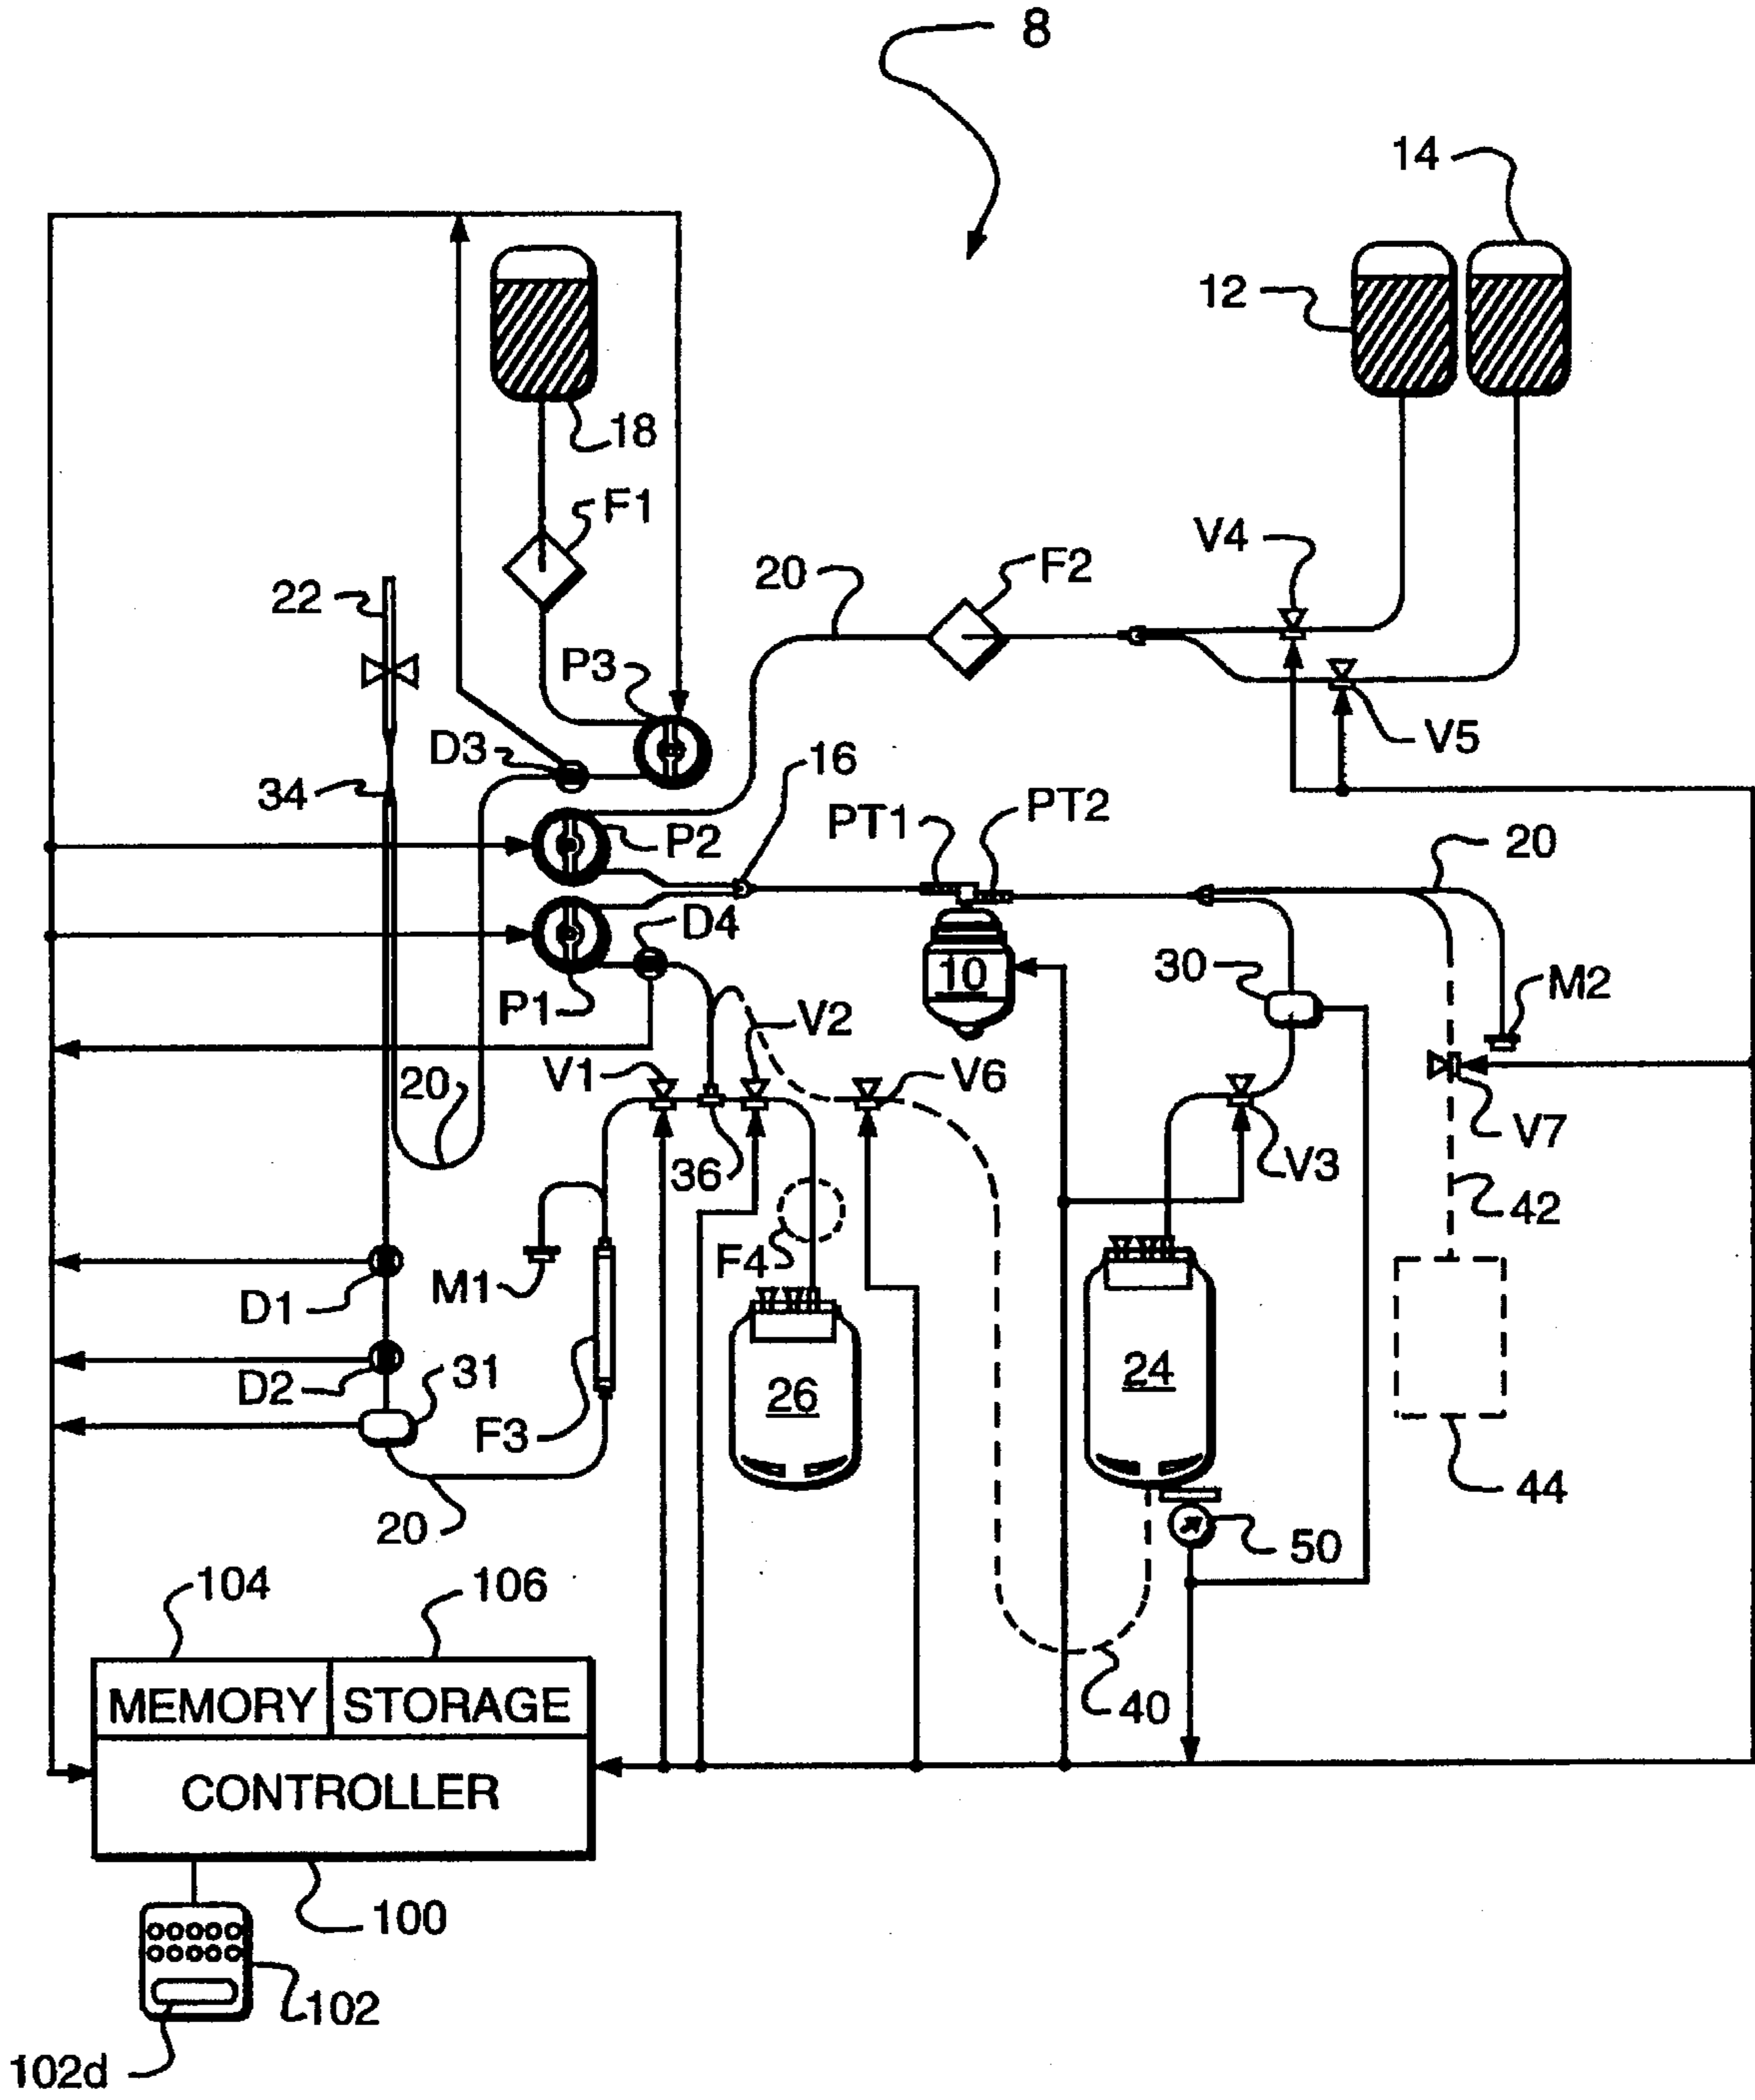 8
14
12
18
F1
V4
F2
20
22
P3
V5
D3
16
34
PT1
PT2
P2
20
D4
30
10
M2
P1
V2
V1
V6
20
V7
36
V3
42
F4
M1
D1
24
D2
31
26
F3
44
20
50
104
106
MEMORY
STORAGE
40
CONTROLLER
100
102
102d